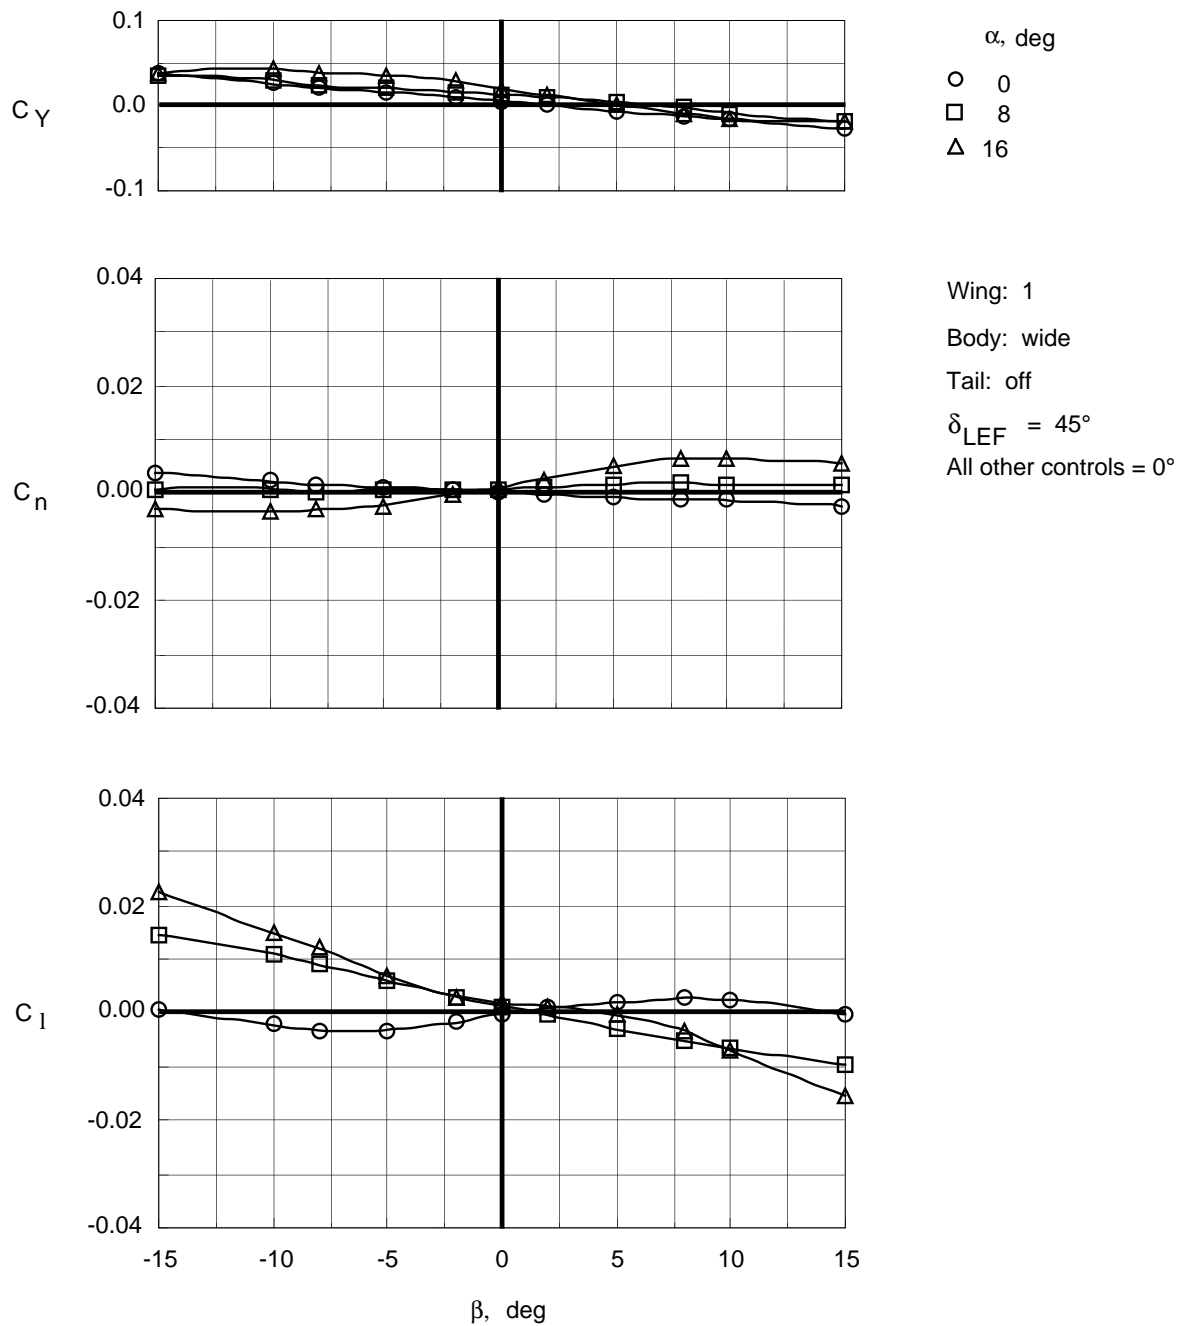 0.1
0.0
-0.1
C Y
α, deg
0
8
16
0.04
0.02
0.00
-0.02
-0.04
C n
Wing: 1
Body: wide
Tail: off
δ LEF = 45°
All other controls = 0°
0.04
0.02
0.00
-0.02
-0.04
C l
-15 -10 -5 0 5 10 15
β, deg